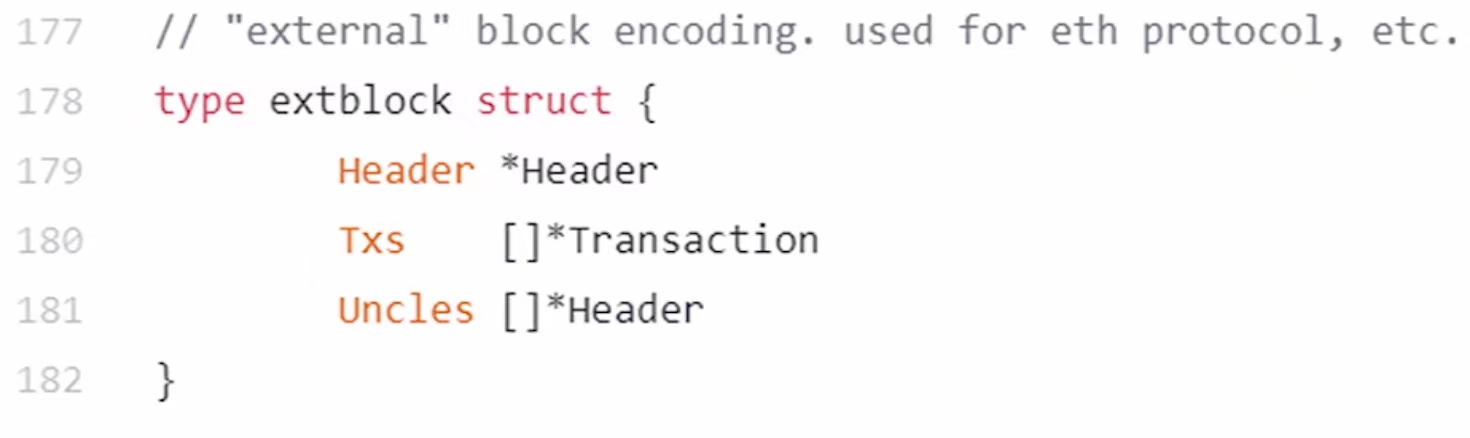 177 // "external" block encoding. used for eth protocol, etc.
178 type extblock struct {
179 Header *Header
180 Txs []*Transaction
181 Uncles []*Header
182 }